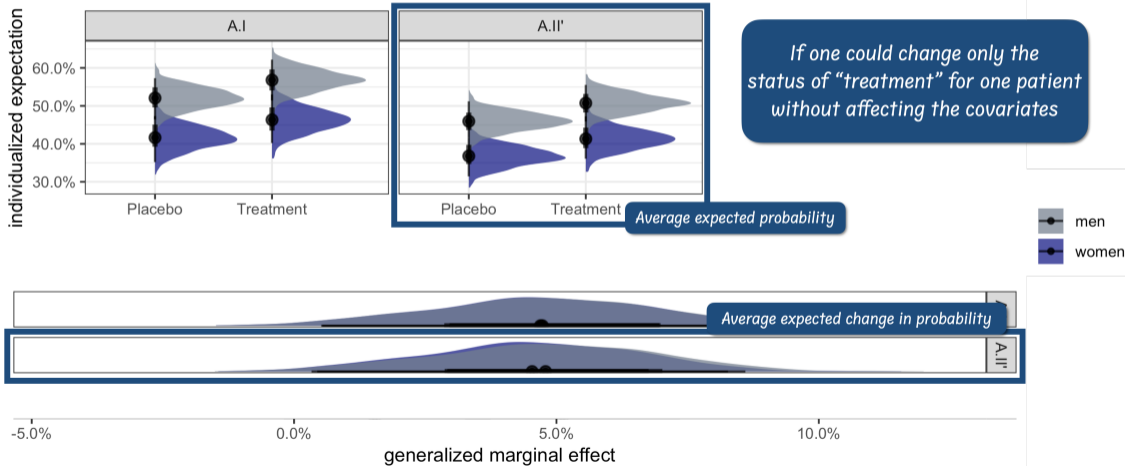 individualized expectation
A.I
A.II'
60.0%
50.0%
40.0%
30.0%
Placebo
Treatment
Placebo
Treatment
Average expected probability
If one could change only the
status of “treatment” for one patient
without affecting the covariates
men
women
Average expected change in probability
A.II'
-5.0%
0.0%
5.0%
10.0%
generalized marginal effect